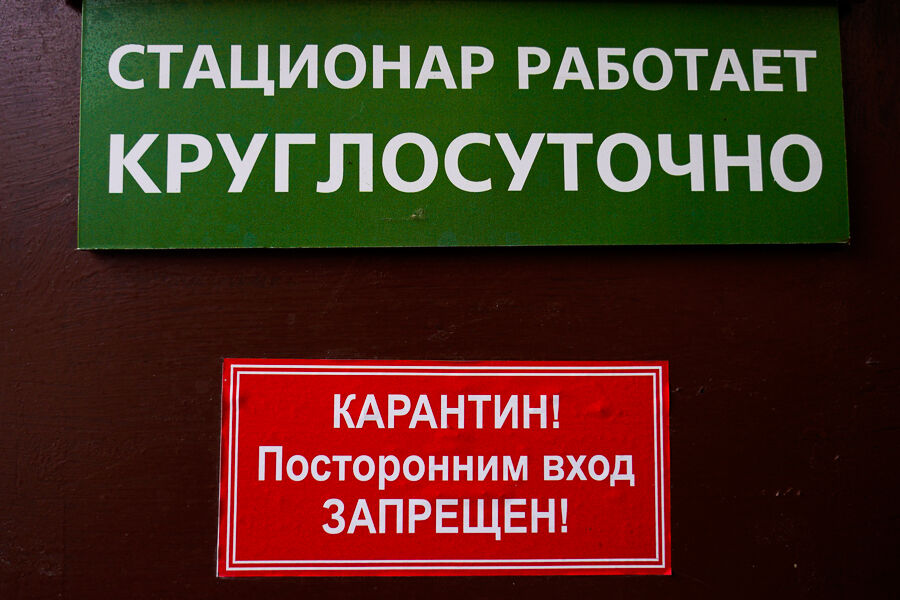 СТАЦИОНАР РАБОТАЕТ
КРУГЛОСУТОЧНО
КАРАНТИН!
Посторонним вход
ЗАПРЕЩЕН!